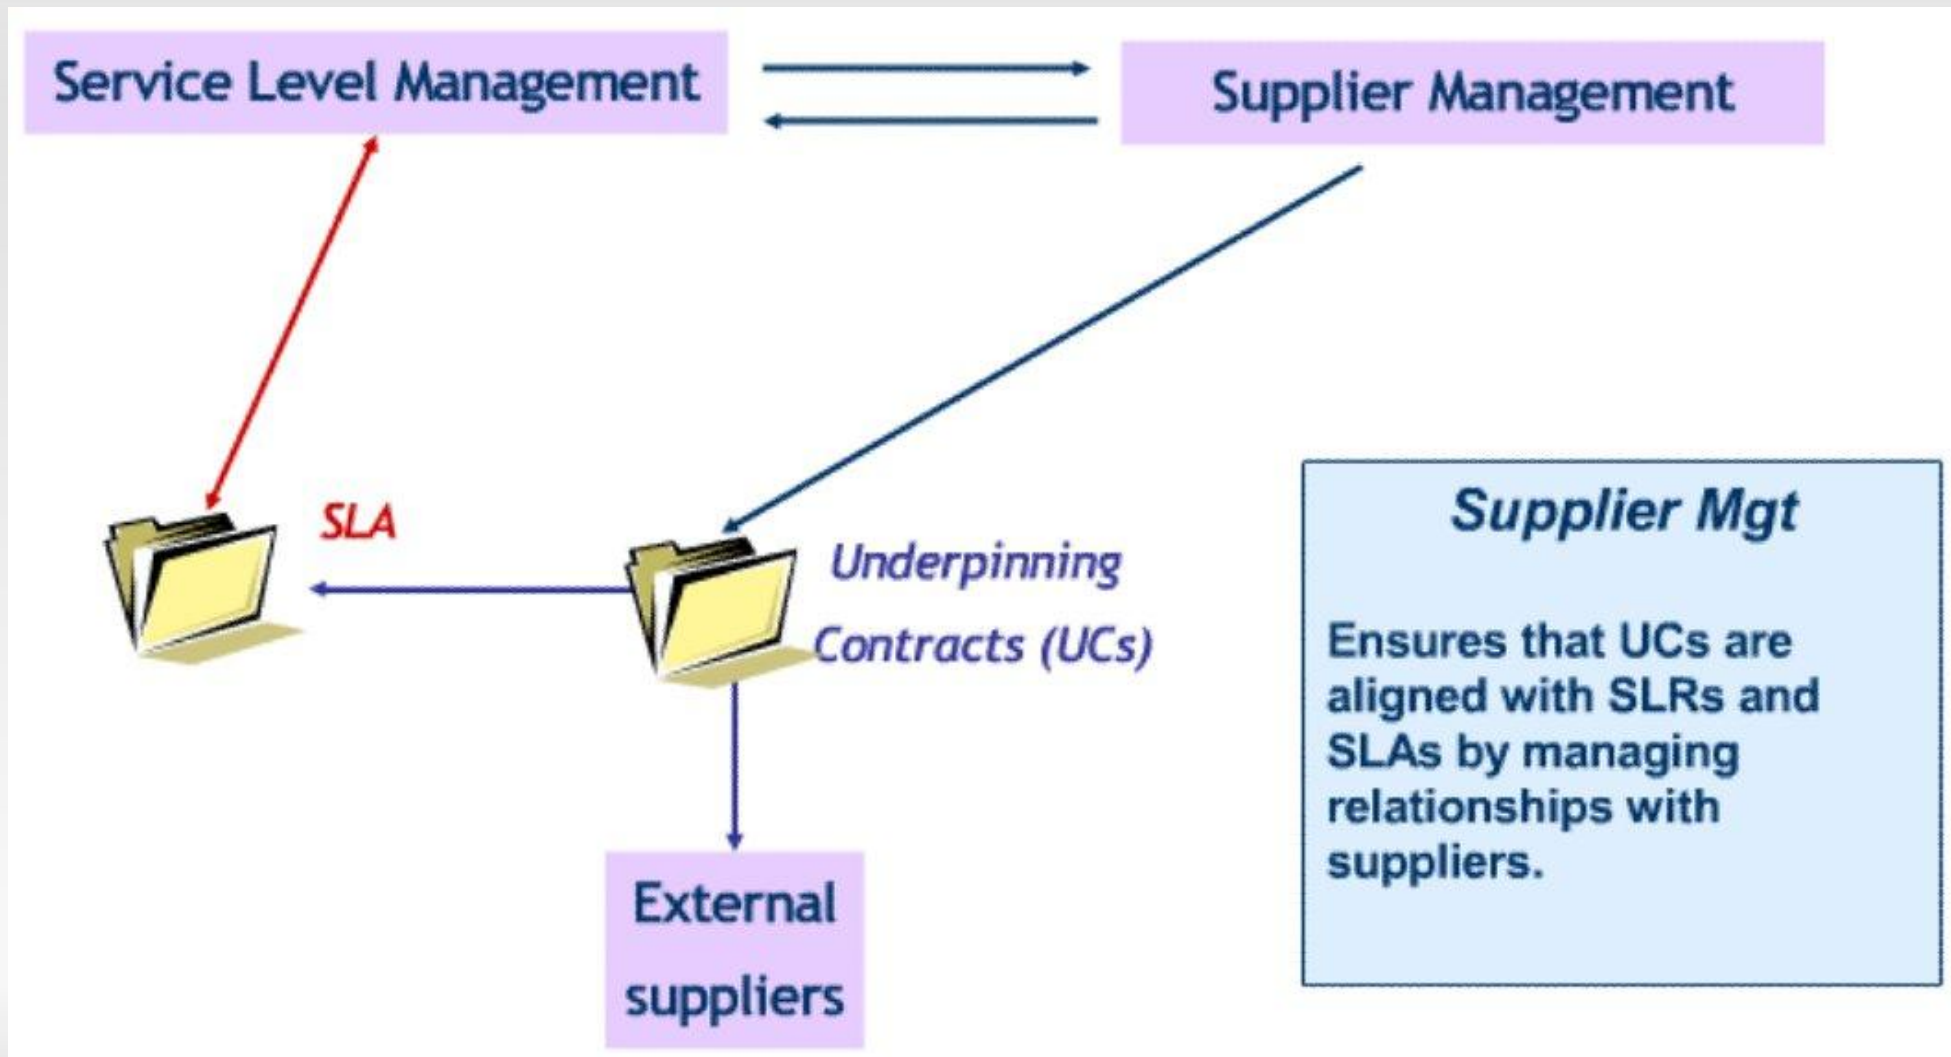 Service Level Management
Supplier Management
SLA
Underpinning
Contracts (UCs)
External
suppliers
Supplier Mgt
Ensures that UCs are
aligned with SLRs and
SLAs by managing
relationships with
suppliers.